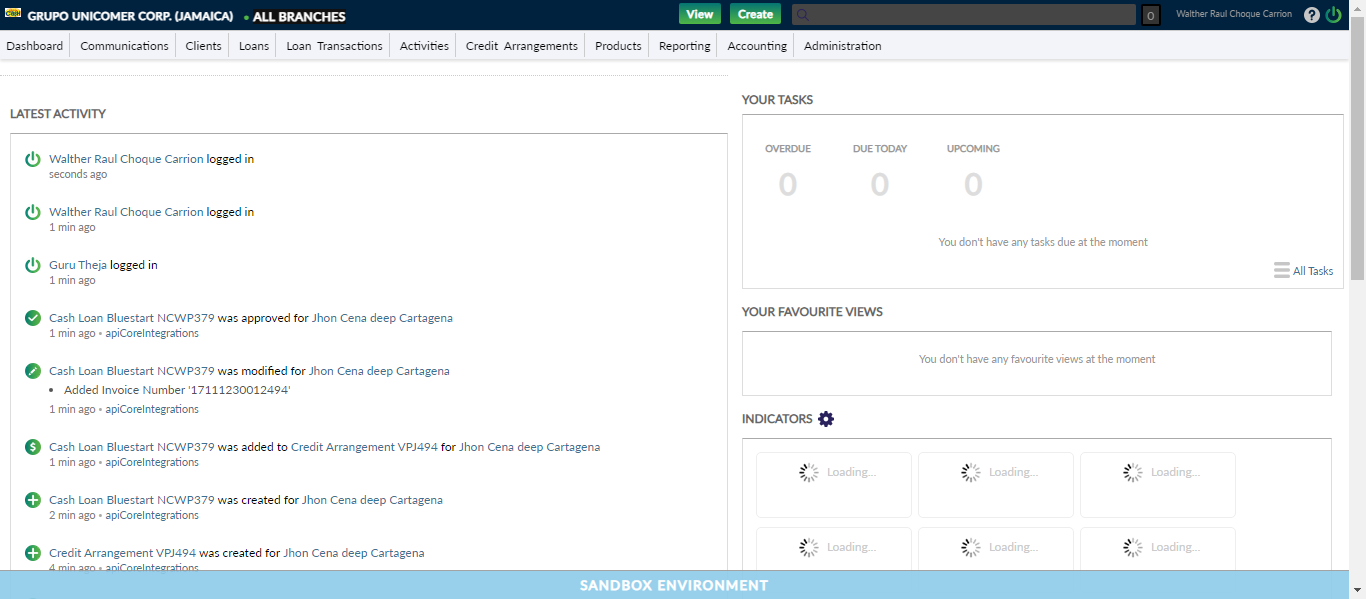 CASH
GRUPO UNICOMER CORP. (JAMAICA) • ALL BRANCHES
View
Create
0
Walther Raul Choque Carrion
?
Dashboard
Communications
Clients
Loans
Loan Transactions
Activities
Credit Arrangements
Products
Reporting
Accounting
Administration
LATEST ACTIVITY
Walther Raul Choque Carrion logged in
seconds ago
Walther Raul Choque Carrion logged in
1 min ago
Guru Theja logged in
1 min ago
Cash Loan Bluestart NCWP379 was approved for Jhon Cena deep Cartagena
1 min ago • apiCoreIntegrations
Cash Loan Bluestart NCWP379 was modified for Jhon Cena deep Cartagena
• Added Invoice Number '17111230012494'
1 min ago • apiCoreIntegrations
$ Cash Loan Bluestart NCWP379 was added to Credit Arrangement VPJ494 for Jhon Cena deep Cartagena
1 min ago • apiCoreIntegrations
Cash Loan Bluestart NCWP379 was created for Jhon Cena deep Cartagena
2 min ago • apiCoreIntegrations
Credit Arrangement VPJ494 was created for Jhon Cena deep Cartagena
4 min ago • apiCoreIntegrations
YOUR TASKS
OVERDUE
DUE TODAY
UPCOMING
0
0
0
You don't have any tasks due at the moment
All Tasks
YOUR FAVOURITE VIEWS
You don't have any favourite views at the moment
INDICATORS
Loading...
Loading...
Loading...
Loading...
Loading...
Loading...
SANDBOX ENVIRONMENT